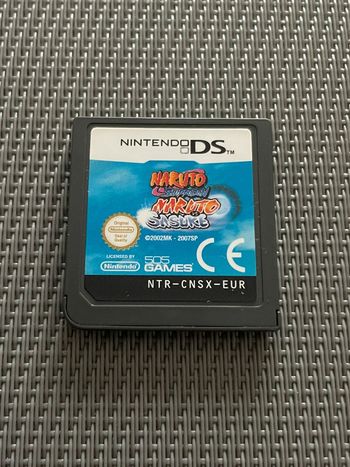 NINTENDO DS™
NARUTO
SHIPPUDEN
NARUTO
VS
SASUKE
Original
Nintendo
Seal of Quality
©2002MK - 2007SP
LICENSED BY
Nintendo
505
GAMES
CE
NTR-CNSX-EUR